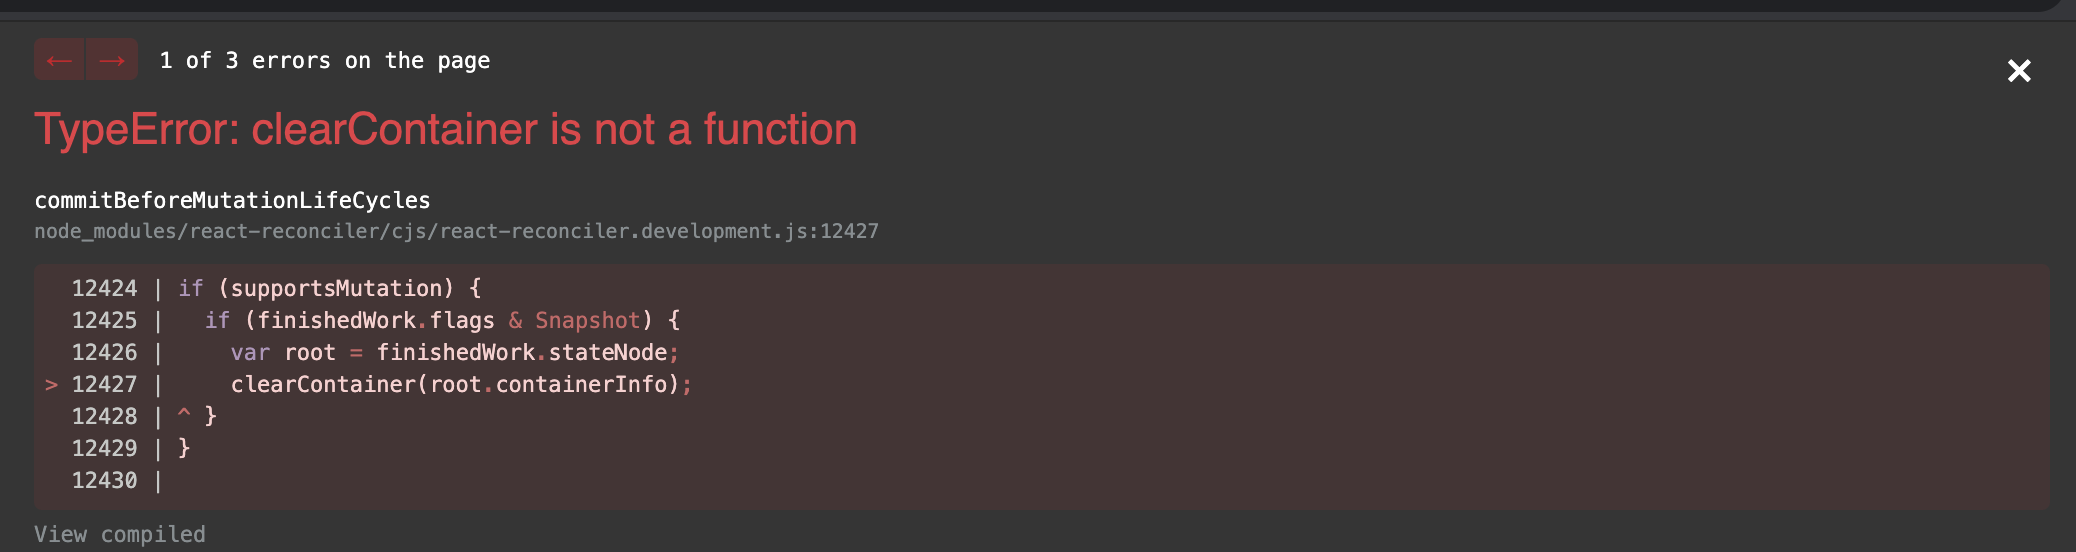 ← → 1 of 3 errors on the page
×
TypeError: clearContainer is not a function
commitBeforeMutationLifeCycles
node_modules/react-reconciler/cjs/react-reconciler.development.js:12427
  12424 | if (supportsMutation) {
  12425 |   if (finishedWork.flags & Snapshot) {
  12426 |     var root = finishedWork.stateNode;
> 12427 |     clearContainer(root.containerInfo);
  12428 | ^ }
  12429 | }
  12430 |
View compiled